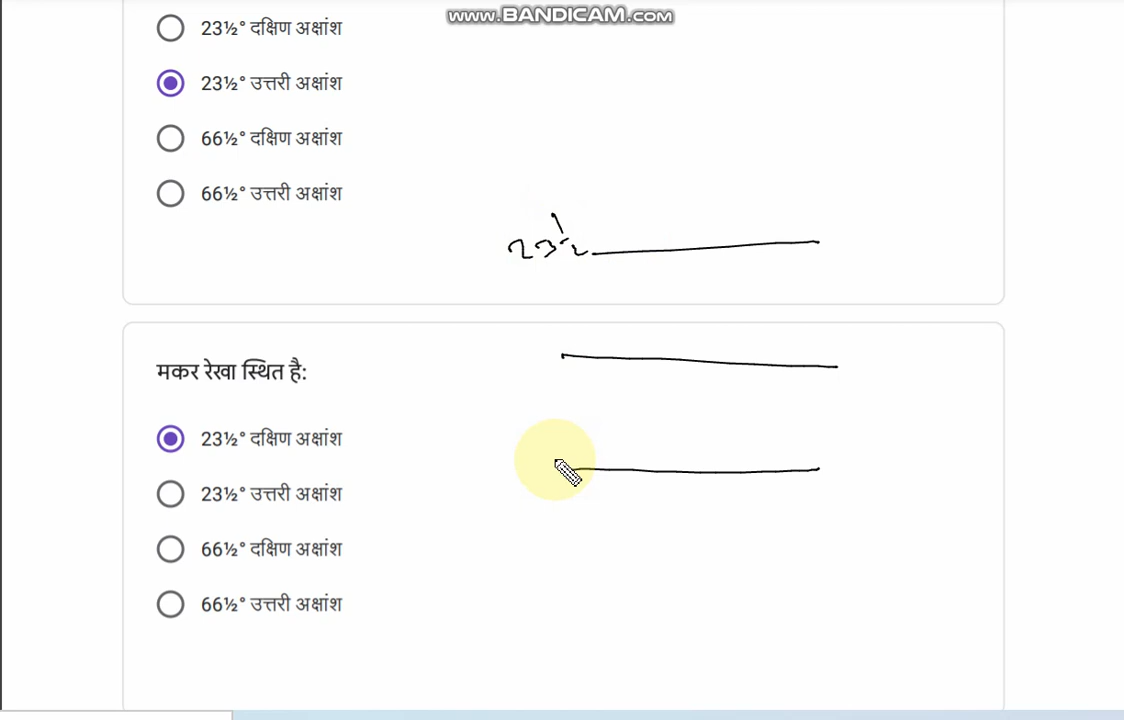 www.BANDICAM.com
23½° दक्षिण अक्षांश
23½° उत्तरी अक्षांश
66½° दक्षिण अक्षांश
66½° उत्तरी अक्षांश
23½
मकर रेखा स्थित है:
23½° दक्षिण अक्षांश
23½° उत्तरी अक्षांश
66½° दक्षिण अक्षांश
66½° उत्तरी अक्षांश